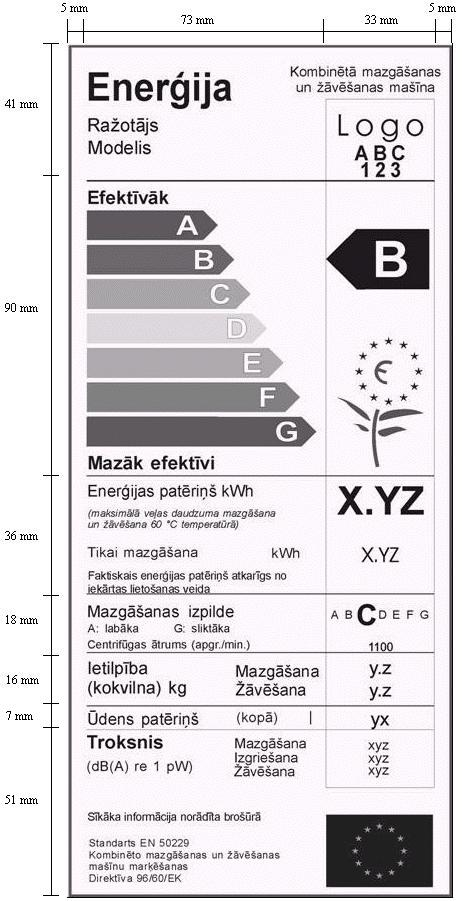 5 mm 73 mm 33 mm 5 mm
41 mm
Enerģija
Kombinētā mazgāšanas
un žāvēšanas mašīna
Ražotājs
Modelis
Logo
ABC
123
90 mm
Efektīvāk
A
B
C
D
E
F
G
B
Mazāk efektīvi
36 mm
Enerģijas patēriņš kWh
X.YZ
(maksimālā veļas daudzuma mazgāšana
un žāvēšana 60 °C temperatūrā)
Tikai mazgāšana kWh X.YZ
Faktiskais enerģijas patēriņš atkarīgs no
iekārtas lietošanas veida
18 mm
Mazgāšanas izpilde A B C D E F G
A: labāka G: sliktāka
Centrifūgas ātrums (apgr./min.) 1100
16 mm
Ietilpība Mazgāšana y.z
(kokvilna) kg Žāvēšana y.z
7 mm
Ūdens patēriņš (kopā) l yx
51 mm
Troksnis Mazgāšana xyz
Izgriešana xyz
(dB(A) re 1 pW) Žāvēšana xyz
Sīkāka informācija norādīta brošūrā
Standarts EN 50229
Kombinēto mazgāšanas un žāvēšanas
mašīnu marķēšanas
Direktīva 96/60/EK